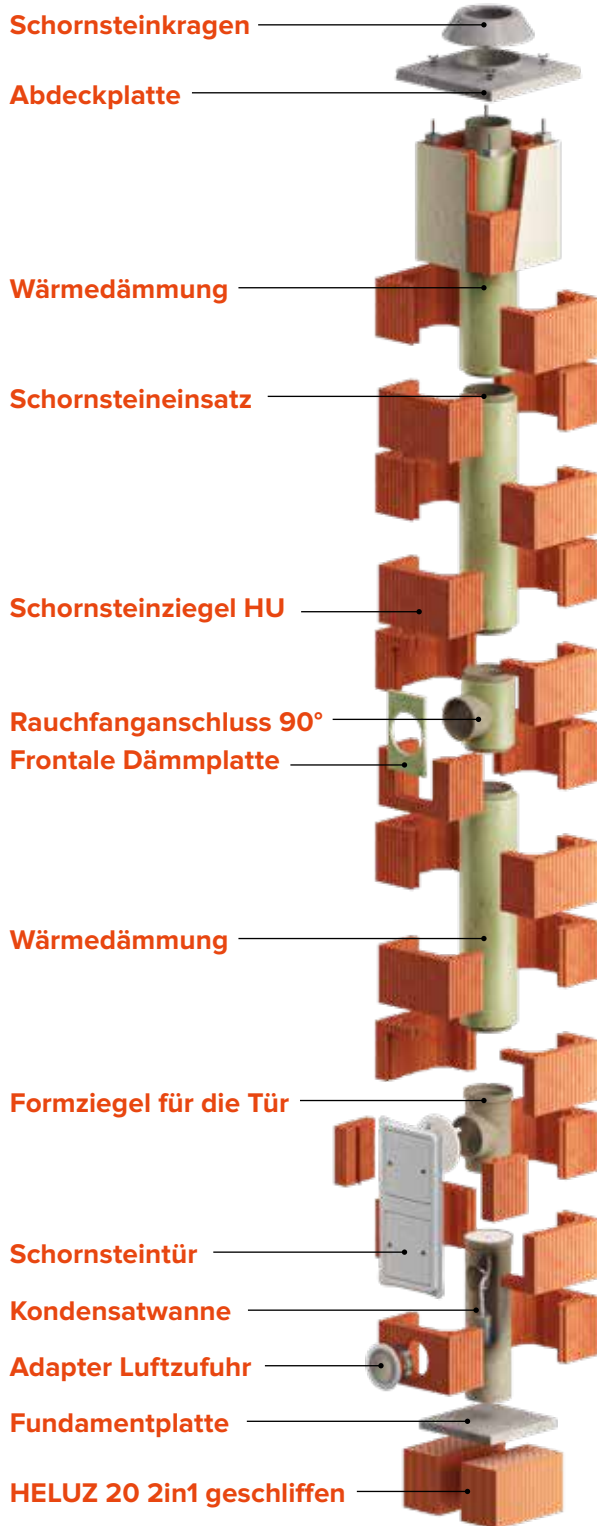 Schornsteinkragen
Abdeckplatte
Wärmedämmung
Schornsteineinsatz
Schornsteinziegel HU
Rauchfanganschluss 90°
Frontale Dämmplatte
Wärmedämmung
Formziegel für die Tür
Schornsteintür
Kondensatwanne
Adapter Luftzufuhr
Fundamentplatte
HELUZ 20 2in1 geschliffen